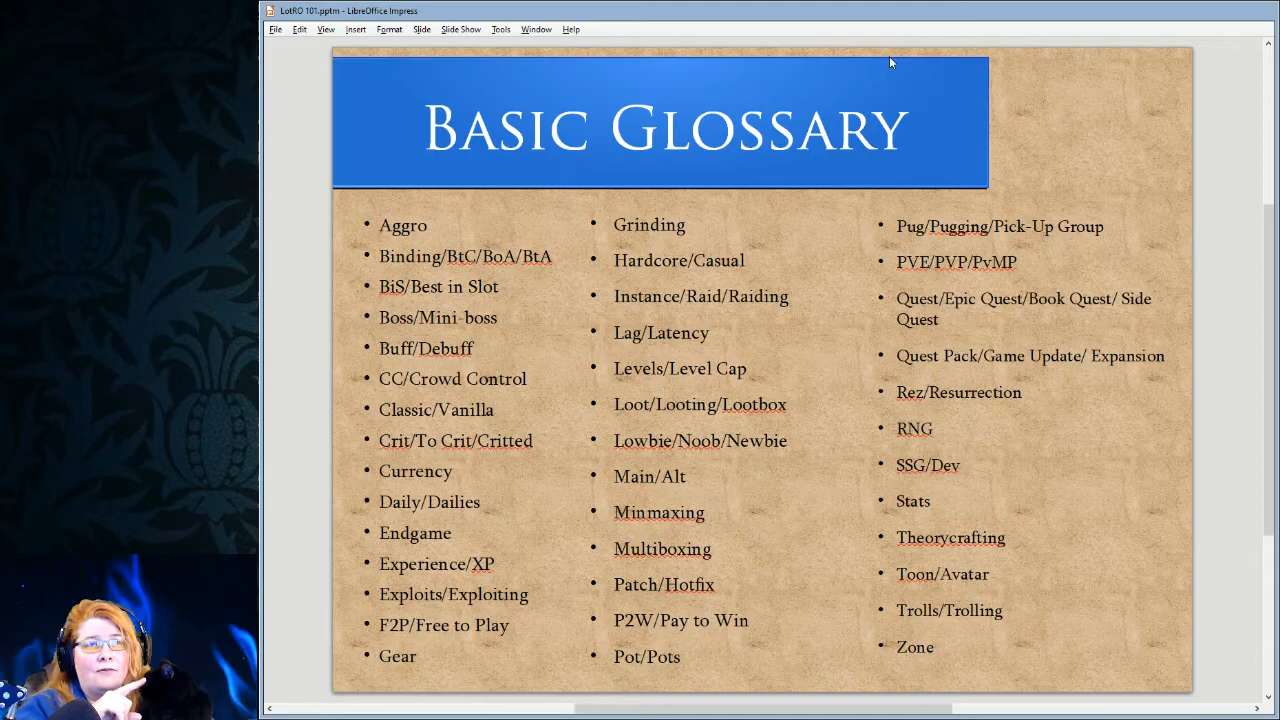 LotRO 101.pptm - LibreOffice Impress
File Edit View Insert Format Slide Slide Show Tools Window Help
Basic Glossary
• Aggro
• Binding/BtC/BoA/BtA
• BiS/Best in Slot
• Boss/Mini-boss
• Buff/Debuff
• CC/Crowd Control
• Classic/Vanilla
• Crit/To Crit/Critted
• Currency
• Daily/Dailies
• Endgame
• Experience/XP
• Exploits/Exploiting
• F2P/Free to Play
• Gear
• Grinding
• Hardcore/Casual
• Instance/Raid/Raiding
• Lag/Latency
• Levels/Level Cap
• Loot/Looting/Lootbox
• Lowbie/Noob/Newbie
• Main/Alt
• Minmaxing
• Multiboxing
• Patch/Hotfix
• P2W/Pay to Win
• Pot/Pots
• Pug/Pugging/Pick-Up Group
• PVE/PVP/PvMP
• Quest/Epic Quest/Book Quest/ Side
Quest
• Quest Pack/Game Update/ Expansion
• Rez/Resurrection
• RNG
• SSG/Dev
• Stats
• Theorycrafting
• Toon/Avatar
• Trolls/Trolling
• Zone